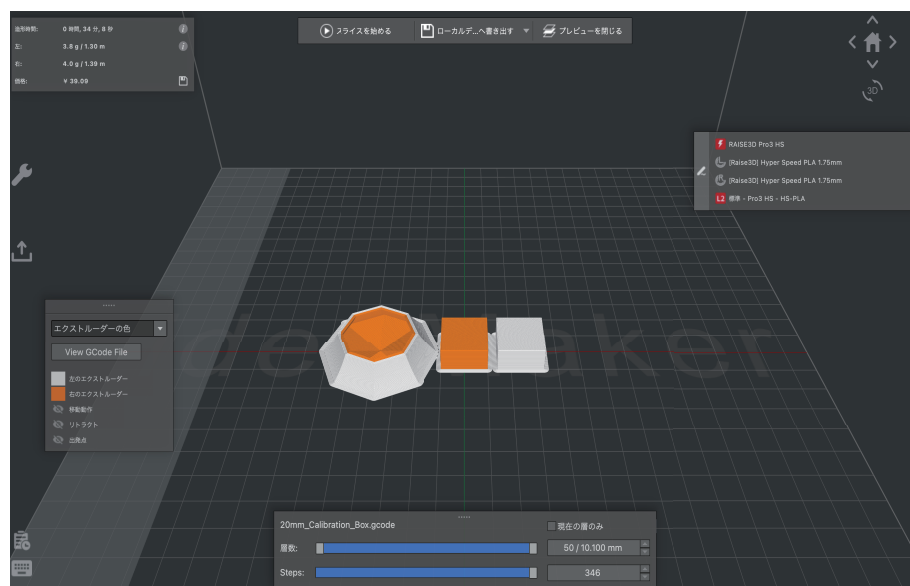 造形時間: 0 時間, 34 分, 8 秒
左: 3.8 g / 1.30 m
右: 4.0 g / 1.39 m
価格: ¥ 39.09
スライスを始める
ローカルデ...へ書き出す
プレビューを閉じる
3D
RAISE3D Pro3 HS
[Raise3D] Hyper Speed PLA 1.75mm
[Raise3D] Hyper Speed PLA 1.75mm
L2 標準 - Pro3 HS - HS-PLA
エクストルーダーの色
View GCode File
左のエクストルーダー
右のエクストルーダー
移動動作
リトラクト
出発点
20mm_Calibration_Box.gcode
現在の層のみ
層数: 50 / 10.100 mm
Steps: 346